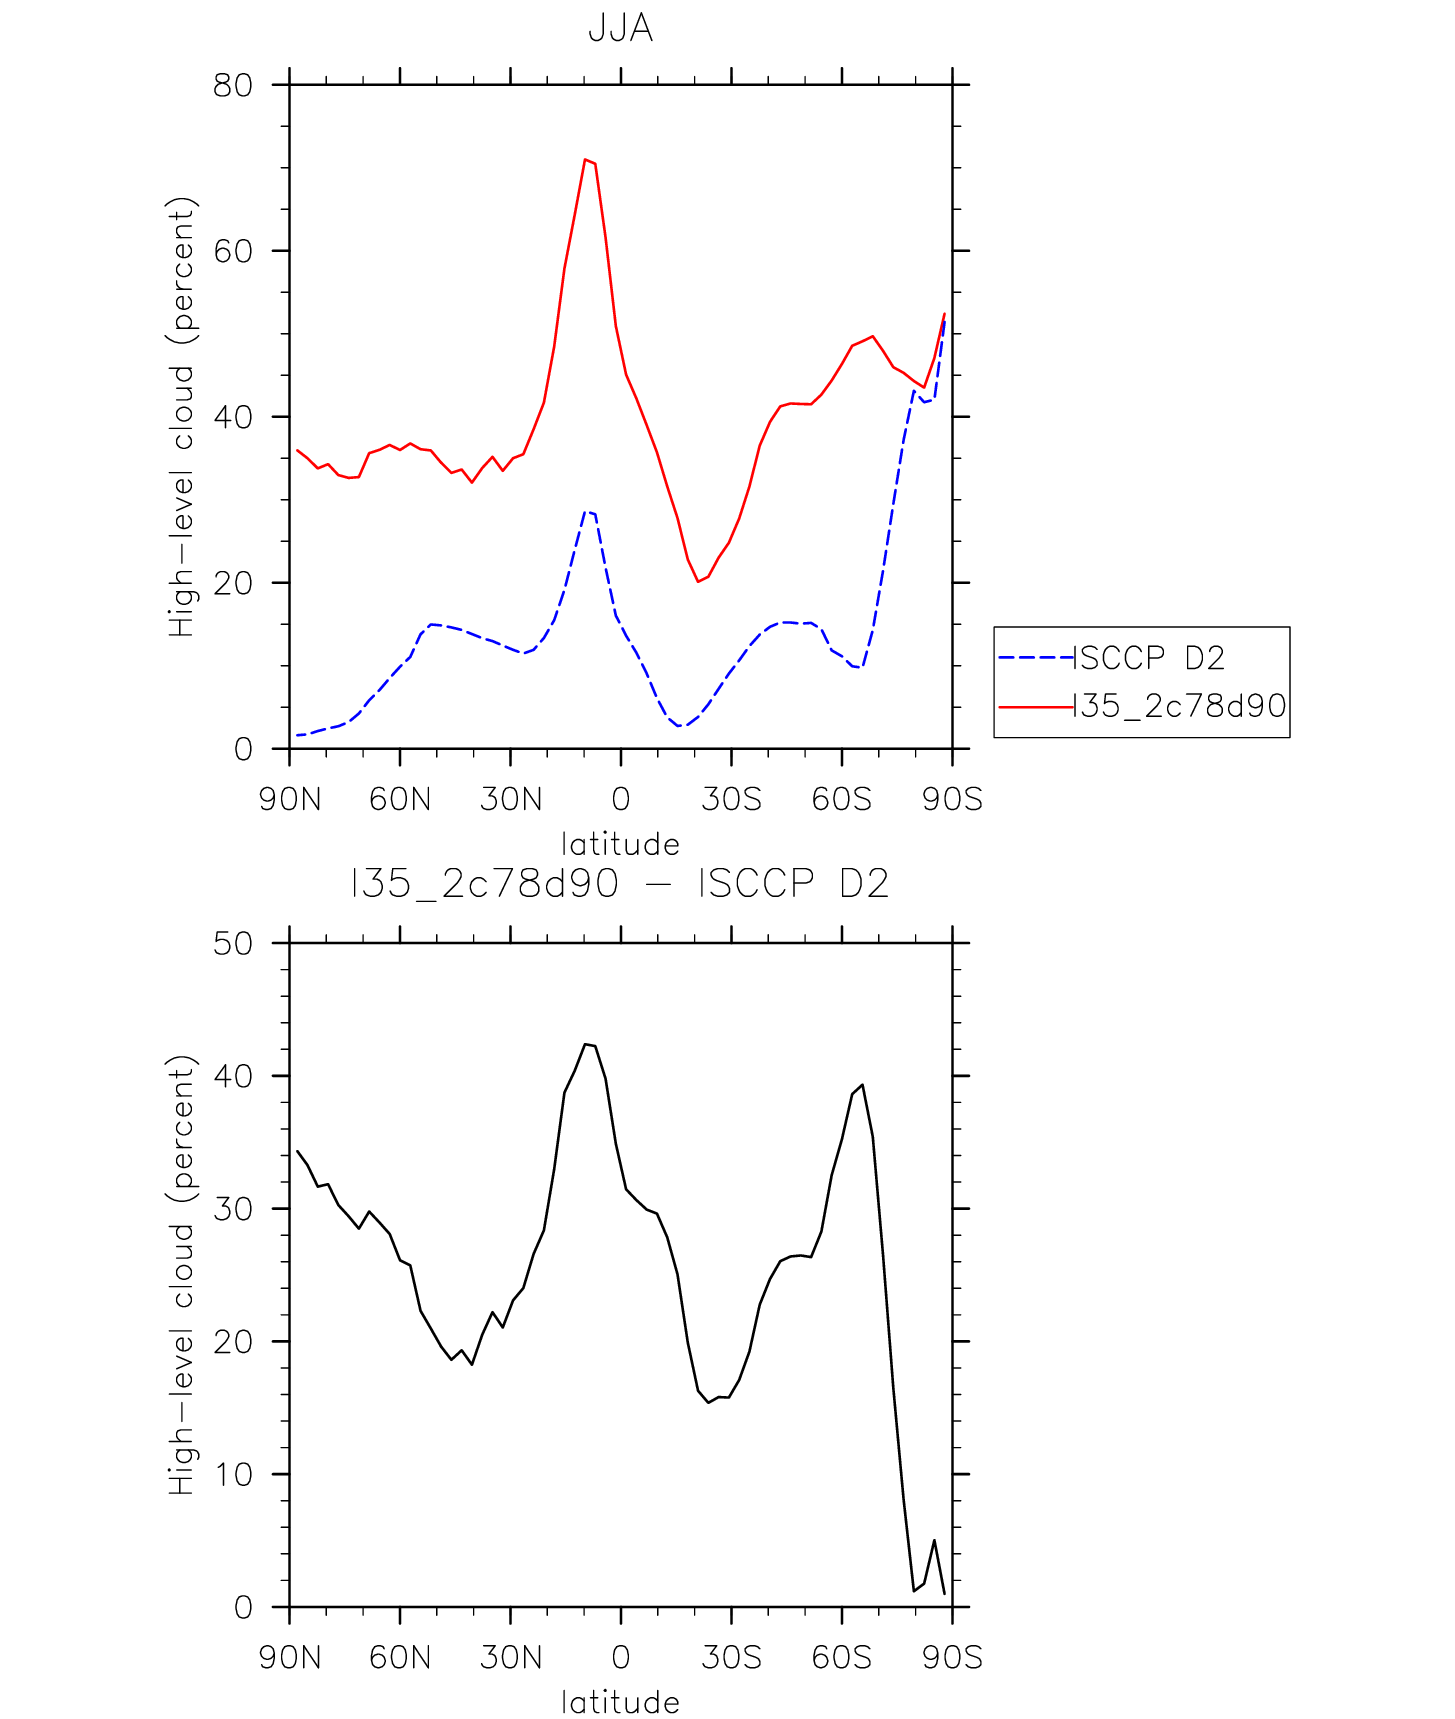 JJA
80
60
40
20
0
High-level cloud (percent)
90N 60N 30N 0 30S 60S 90S
latitude
ISCCP D2
I35_2c78d90
I35_2c78d90 - ISCCP D2
50
40
30
20
10
0
High-level cloud (percent)
90N 60N 30N 0 30S 60S 90S
latitude